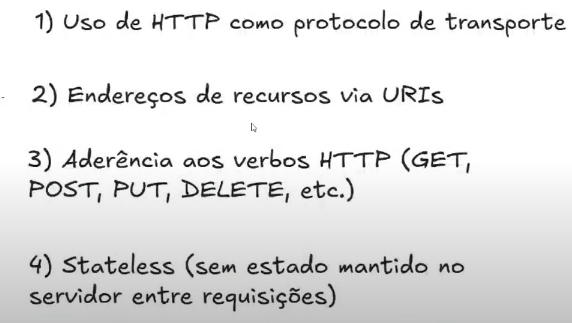 1) Uso de HTTP como protocolo de transporte
2) Endereços de recursos via URIs
3) Aderência aos verbos HTTP (GET,
POST, PUT, DELETE, etc.)
4) Stateless (sem estado mantido no
servidor entre requisições)